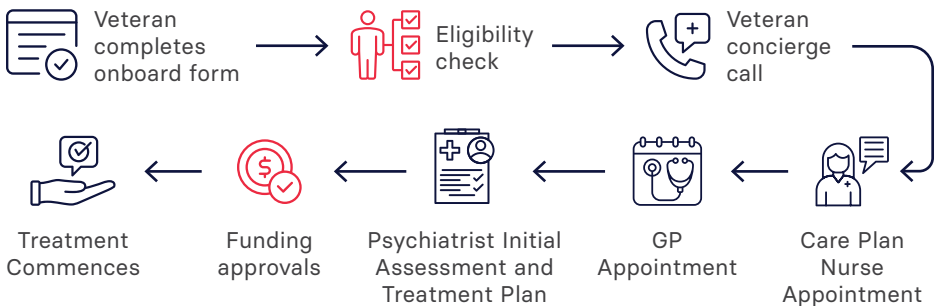 Veteran
completes
onboard form
Eligibility
check
Veteran
concierge
call
Care Plan
Nurse
Appointment
GP
Appointment
Psychiatrist Initial
Assessment and
Treatment Plan
Funding
approvals
Treatment
Commences